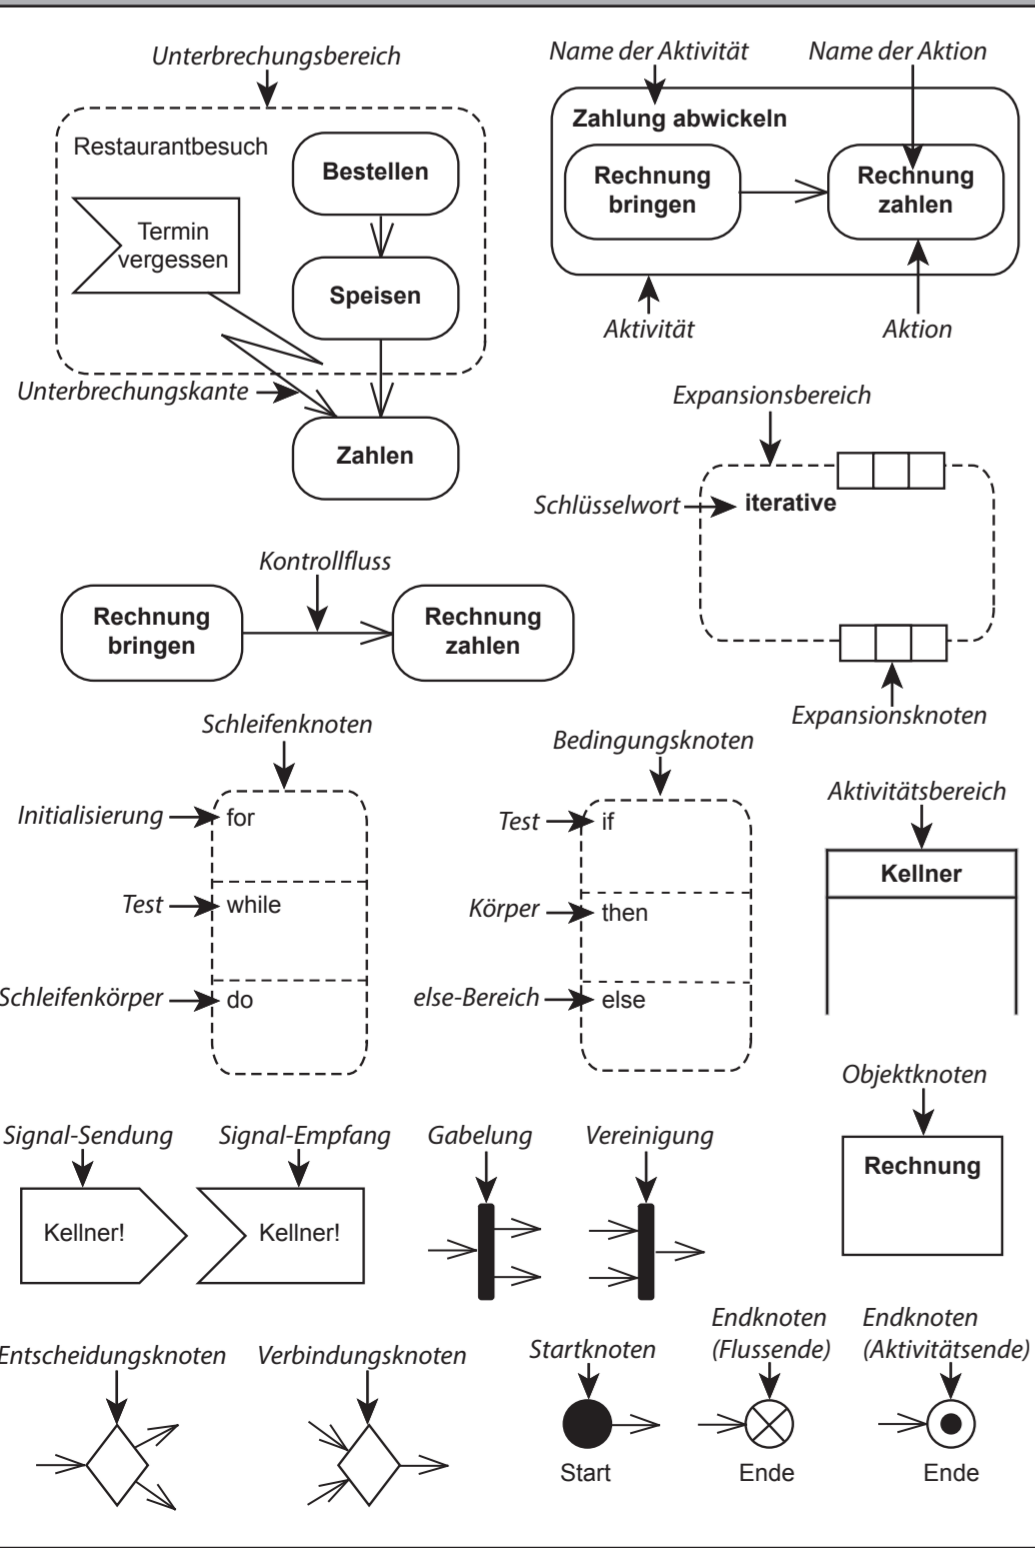 Unterbrechungsbereich
Restaurantbesuch
Bestellen
Termin
vergessen
Speisen
Unterbrechungskante
Zahlen
Name der Aktivität
Name der Aktion
Zahlung abwickeln
Rechnung
bringen
Rechnung
zahlen
Aktivität
Aktion
Expansionsbereich
Schlüsselwort
iterative
Expansionsknoten
Kontrollfluss
Rechnung
bringen
Rechnung
zahlen
Schleifenknoten
Initialisierung
for
Test
while
Schleifenkörper
do
Bedingungsknoten
Test
if
Körper
then
else-Bereich
else
Aktivitätsbereich
Kellner
Objektknoten
Rechnung
Signal-Sendung
Kellner!
Signal-Empfang
Kellner!
Gabelung
Vereinigung
Entscheidungsknoten
Verbindungsknoten
Startknoten
Start
Endknoten
(Flussende)
Ende
Endknoten
(Aktivitätsende)
Ende